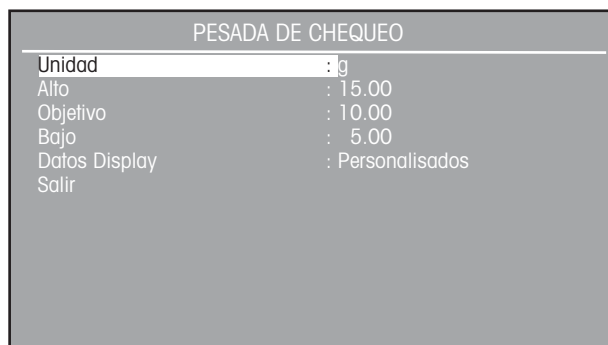 PESADA DE CHEQUEO
Unidad : g
Alto : 15.00
Objetivo : 10.00
Bajo : 5.00
Datos Display : Personalisados
Salir